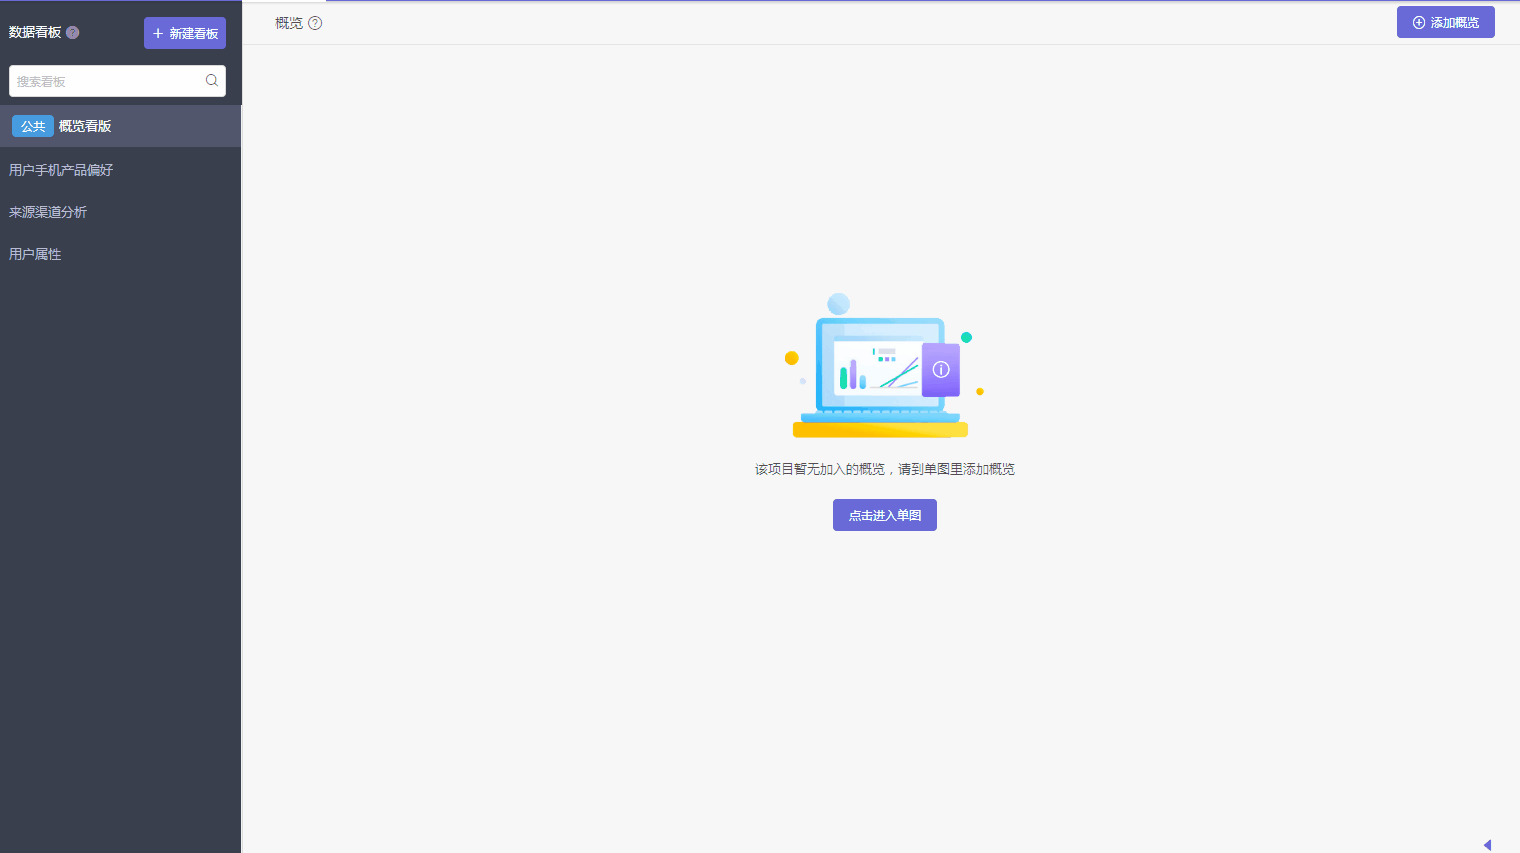 数据看板
+ 新建看板
搜索看板
公共 概览看版
用户手机产品偏好
来源渠道分析
用户属性
概览
添加概览
该项目暂无加入的概览，请到单图里添加概览
点击进入单图